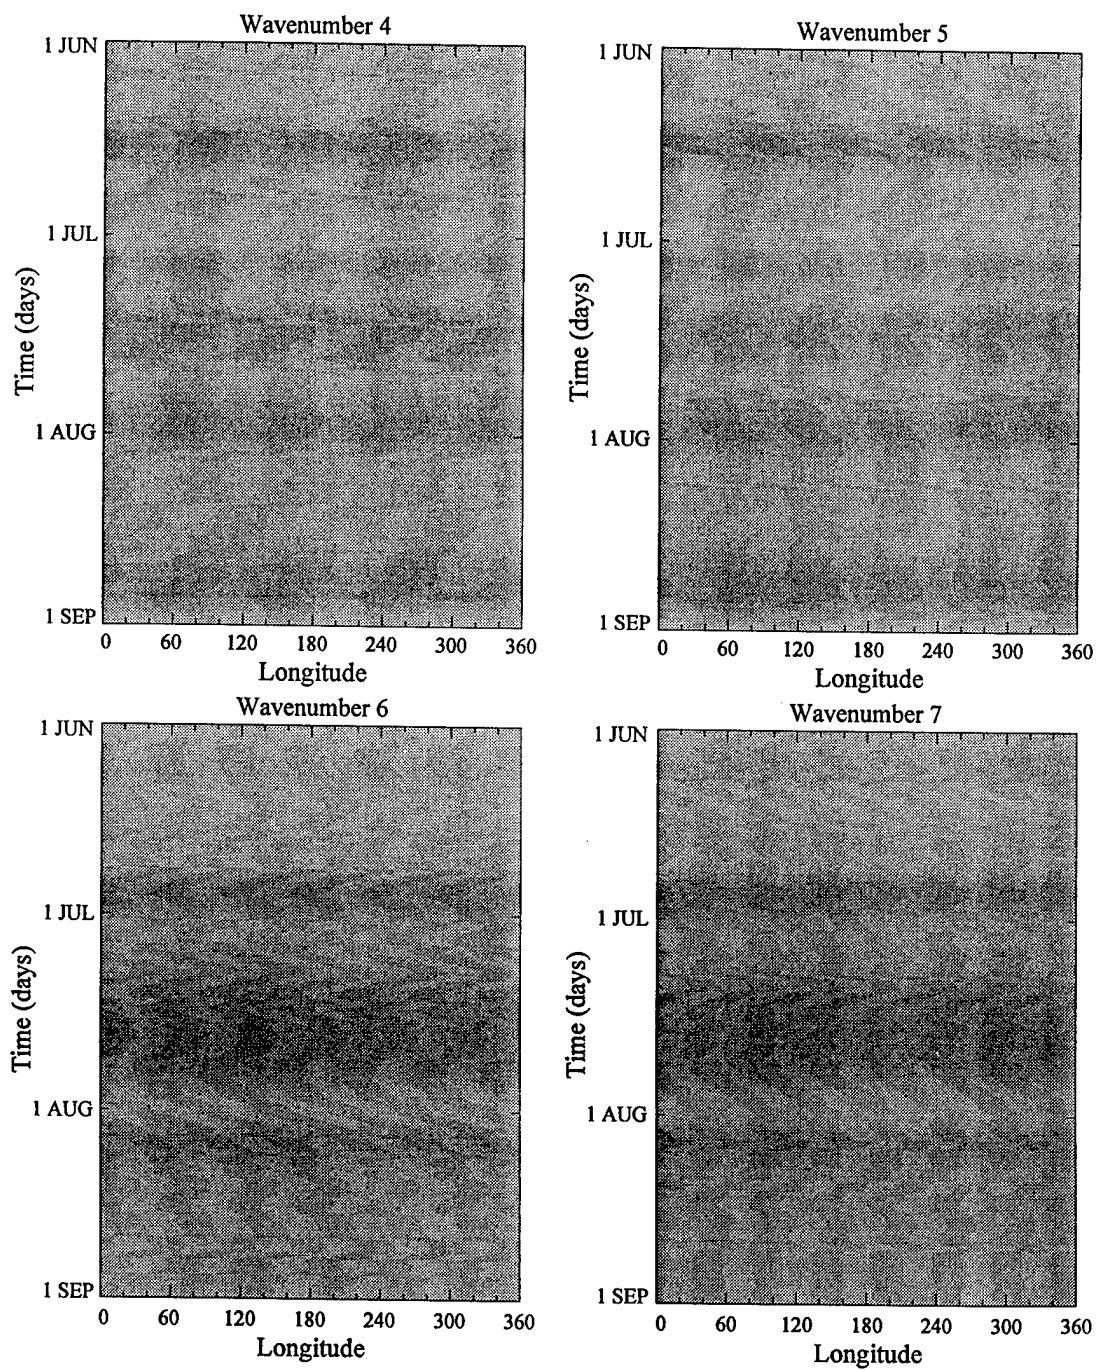 Wavenumber 4
1 JUN
1 JUL
1 AUG
1 SEP
Time (days)
0 60 120 180 240 300 360
Longitude
Wavenumber 5
1 JUN
1 JUL
1 AUG
1 SEP
Time (days)
0 60 120 180 240 300 360
Longitude
Wavenumber 6
1 JUN
1 JUL
1 AUG
1 SEP
Time (days)
0 60 120 180 240 300 360
Longitude
Wavenumber 7
1 JUN
1 JUL
1 AUG
1 SEP
Time (days)
0 60 120 180 240 300 360
Longitude